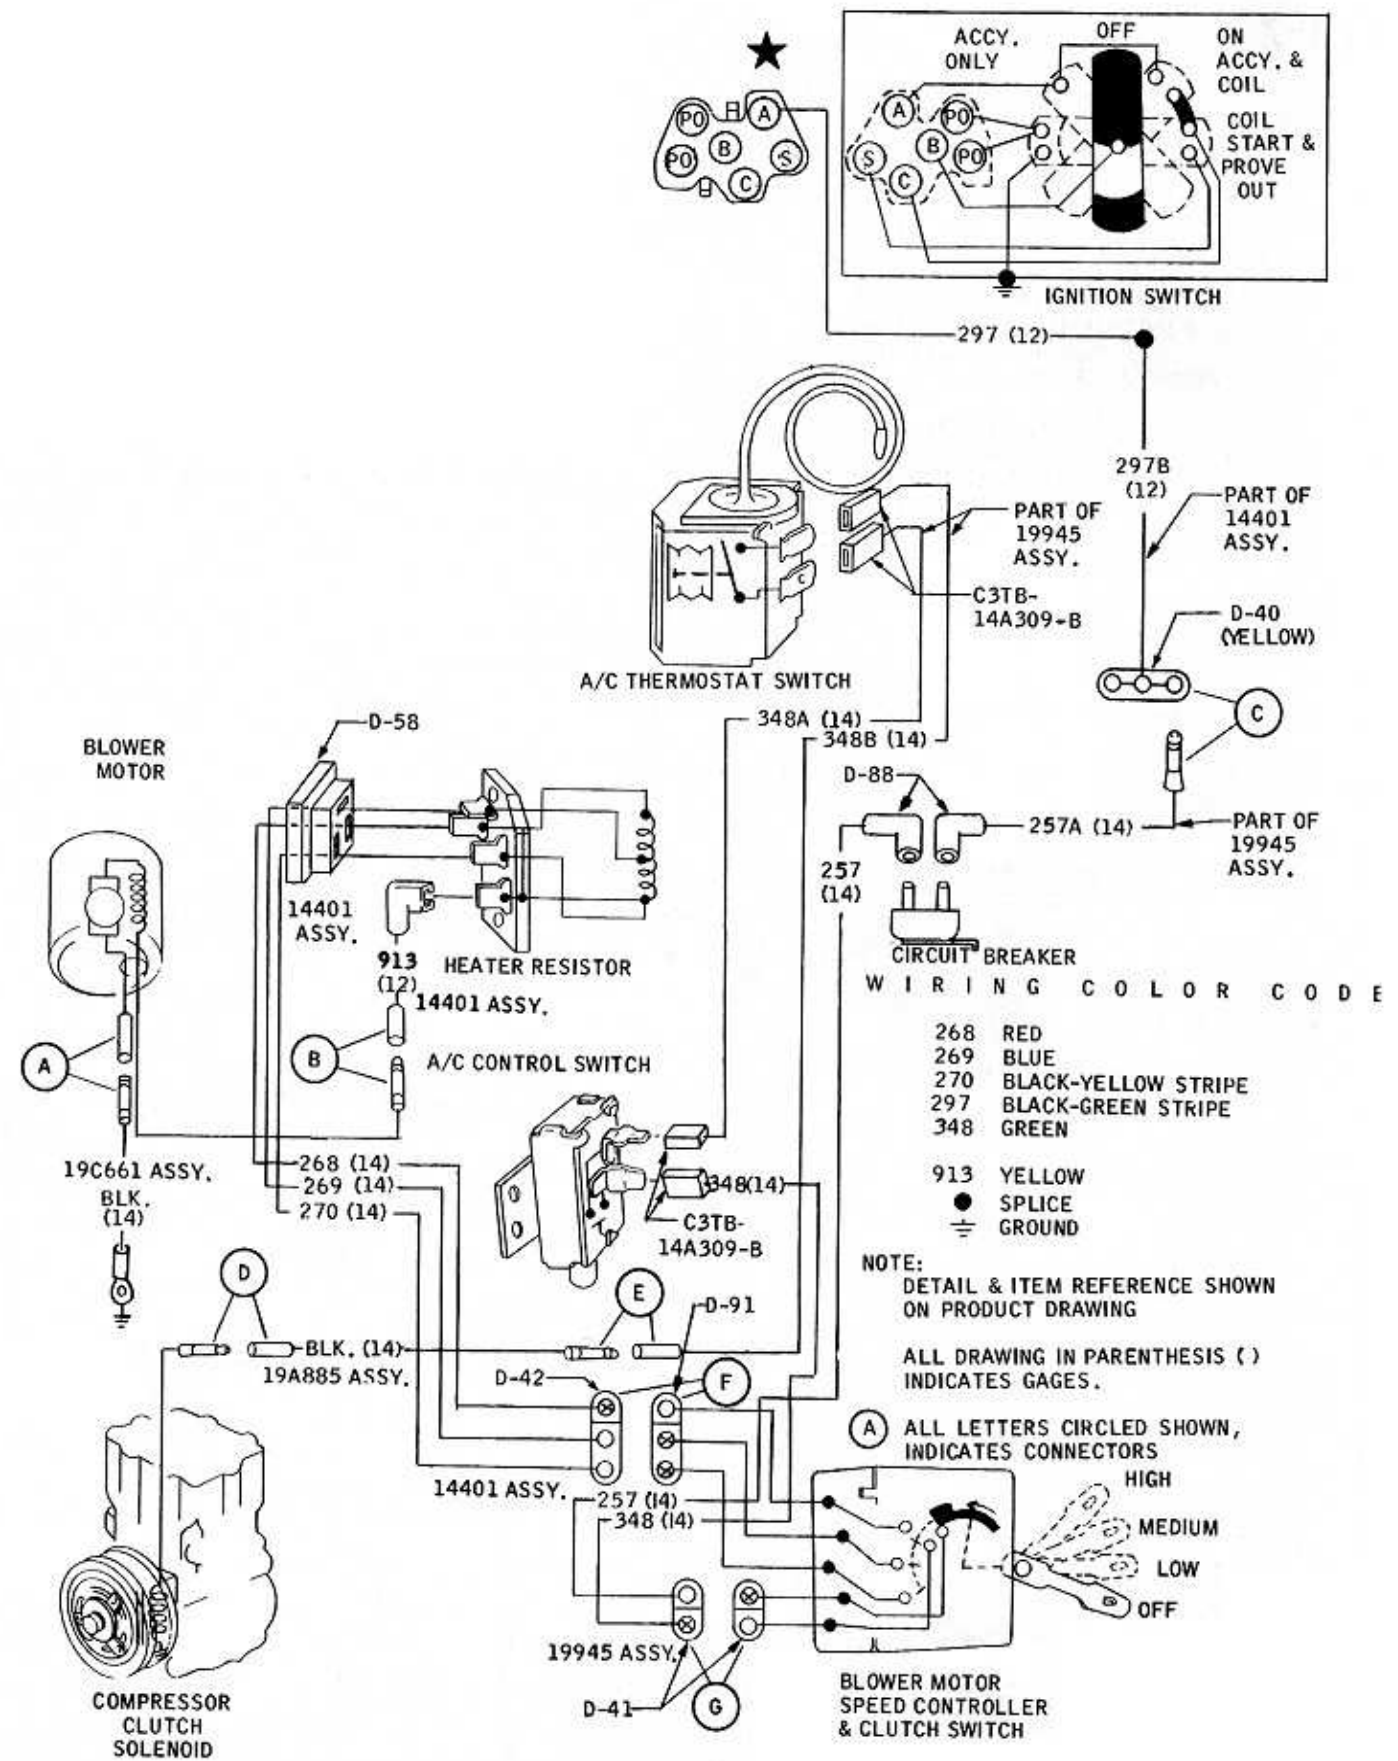 ACCY.
ONLY
OFF
ON
ACCY. &
COIL
COIL
START &
PROVE
OUT
PO
A
PO
B
S
C
A
PO
B
PO
S
C
IGNITION SWITCH
297 (12)
297B
(12)
PART OF
14401
ASSY.
PART OF
19945
ASSY.
C
C3TB-
14A309-B
D-40
(YELLOW)
A/C THERMOSTAT SWITCH
C
348A (14)
348B (14)
D-58
BLOWER
MOTOR
D-88
257A (14)
PART OF
19945
ASSY.
257
(14)
14401
ASSY.
913
(12)
HEATER RESISTOR
14401 ASSY.
CIRCUIT BREAKER
WIRING COLOR CODE
268 RED
269 BLUE
270 BLACK-YELLOW STRIPE
297 BLACK-GREEN STRIPE
348 GREEN
913 YELLOW
SPLICE
GROUND
A
B
A/C CONTROL SWITCH
19C661 ASSY.
BLK.
(14)
268 (14)
269 (14)
270 (14)
348(14)
C3TB-
14A309-B
NOTE:
DETAIL & ITEM REFERENCE SHOWN
ON PRODUCT DRAWING
ALL DRAWING IN PARENTHESIS ( )
INDICATES GAGES.
A ALL LETTERS CIRCLED SHOWN,
INDICATES CONNECTORS
D
E
D-91
BLK. (14)
19A885 ASSY.
D-42
F
14401 ASSY.
257 (14)
348 (14)
HIGH
MEDIUM
LOW
OFF
19945 ASSY.
D-41
G
BLOWER MOTOR
SPEED CONTROLLER
& CLUTCH SWITCH
COMPRESSOR
CLUTCH
SOLENOID